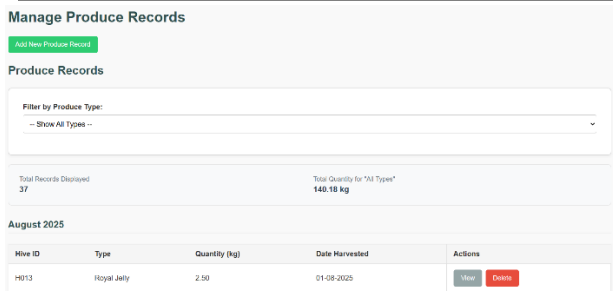 Manage Produce Records
Add New Produce Record
Produce Records
Filter by Produce Type:
-- Show All Types --
Total Records Displayed Total Quantity for "All Types"
37 140.18 kg
August 2025
Hive ID Type Quantity (kg) Date Harvested Actions
H013 Royal Jelly 2.50 01-08-2025 View Delete